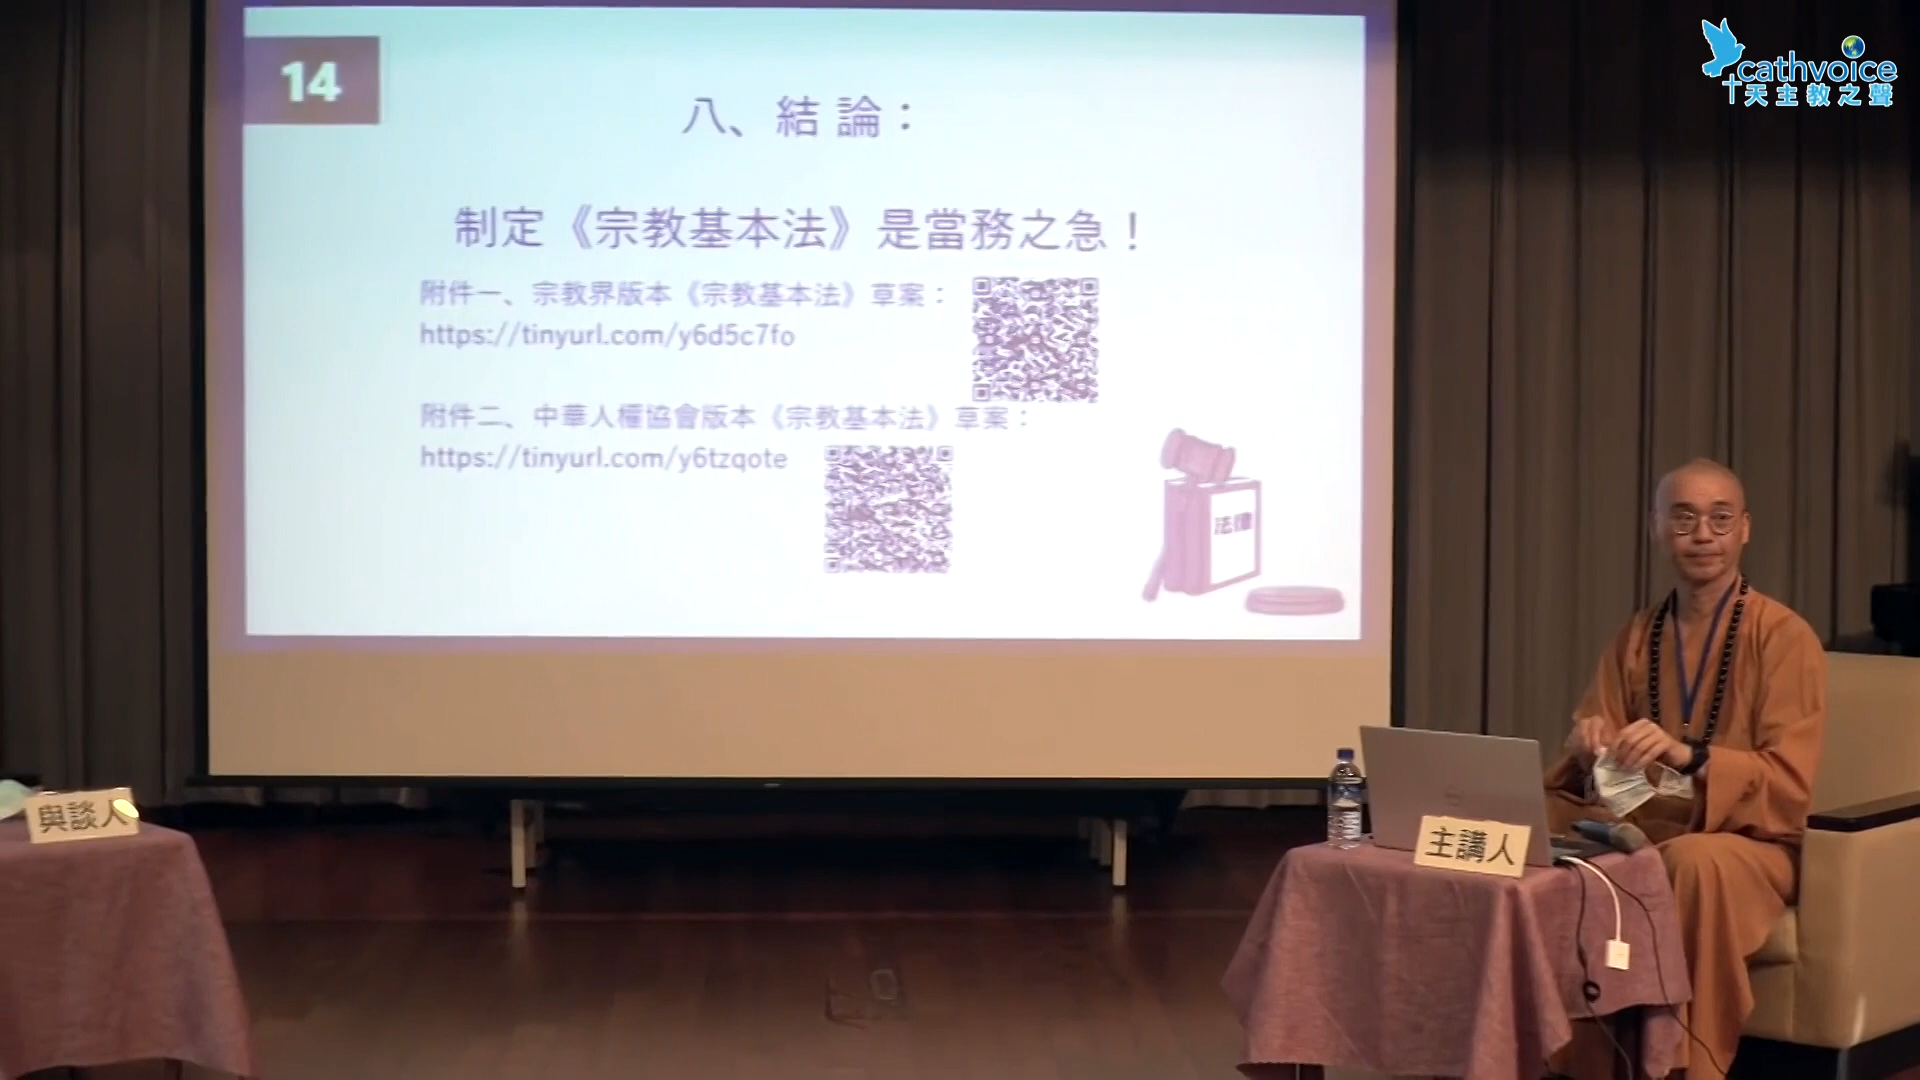 cathvoice
天主教之聲
14
八、結論：
制定《宗教基本法》是當務之急！
附件一、宗教界版本《宗教基本法》草案：
https://tinyurl.com/y6d5c7fo
附件二、中華人權協會版本《宗教基本法》草案：
https://tinyurl.com/y6tzqote
法律
與談人
主講人